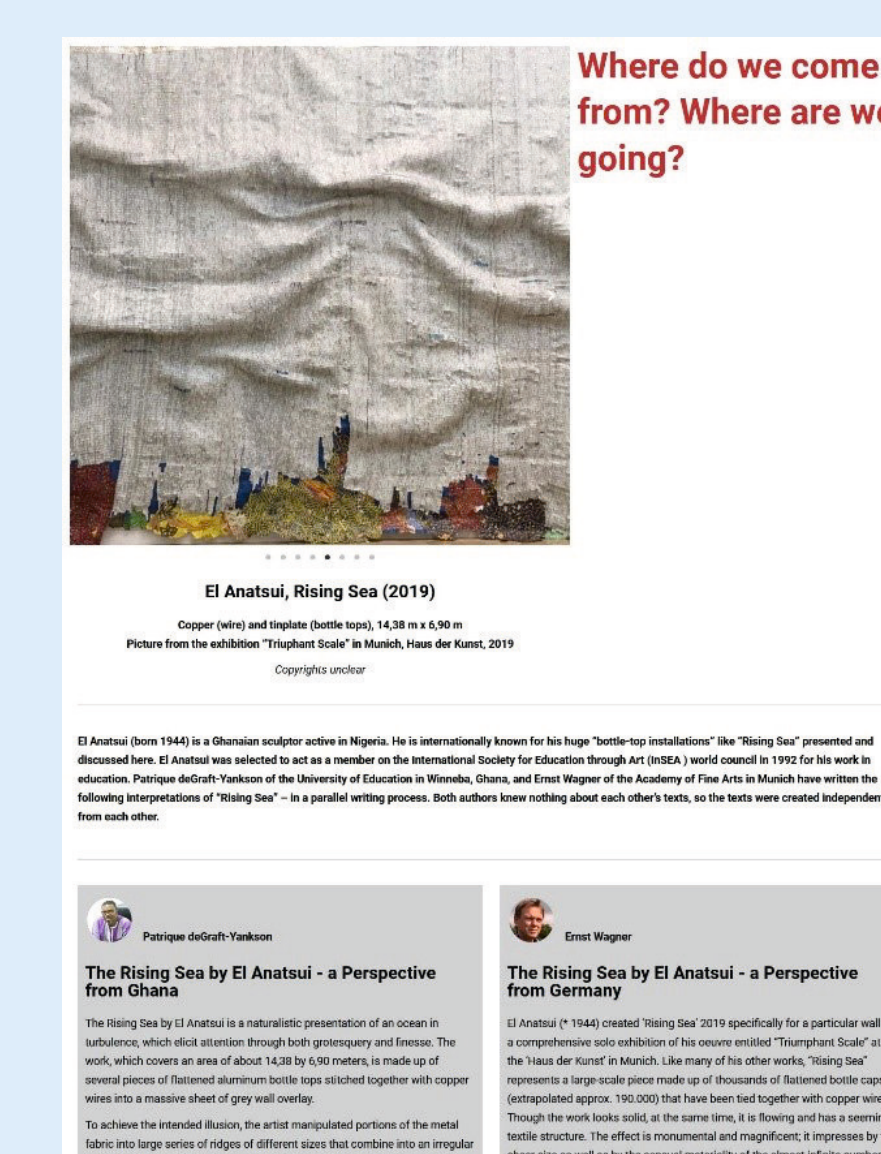 Where do we come
from? Where are we
going?
El Anatsui, Rising Sea (2019)
Copper (wire) and tinplate (bottle tops), 14,38 m x 6,90 m
Picture from the exhibition "Triuphant Scale" in Munich, Haus der Kunst, 2019
Copyrights unclear
El Anatsui (born 1944) is a Ghanaian sculptor active in Nigeria. He is internationally known for his huge "bottle-top installations" like "Rising Sea" presented and
discussed here. El Anatsui was selected to act as a member on the International Society for Education through Art (InSEA ) world council in 1992 for his work in
education. Patrique deGraft-Yankson of the University of Education in Winneba, Ghana, and Ernst Wagner of the Academy of Fine Arts in Munich have written the
following interpretations of "Rising Sea" – in a parallel writing process. Both authors knew nothing about each other's texts, so the texts were created independen
from each other.
Patrique deGraft-Yankson
The Rising Sea by El Anatsui - a Perspective
from Ghana
The Rising Sea by El Anatsui is a naturalistic presentation of an ocean in
turbulence, which elicit attention through both grotesquery and finesse. The
work, which covers an area of about 14,38 by 6,90 meters, is made up of
several pieces of flattened aluminum bottle tops stitched together with copper
wires into a massive sheet of grey wall overlay.
To achieve the intended illusion, the artist manipulated portions of the metal
fabric into large series of ridges of different sizes that combine into an irregular
Ernst Wagner
The Rising Sea by El Anatsui - a Perspective
from Germany
El Anatsui (* 1944) created 'Rising Sea' 2019 specifically for a particular wall
a comprehensive solo exhibition of his oeuvre entitled "Triumphant Scale" at
the 'Haus der Kunst' in Munich. Like many of his other works, "Rising Sea"
represents a large-scale piece made up of thousands of flattened bottle caps
(extrapolated approx. 190.000) that have been tied together with copper wire
Though the work looks solid, at the same time, it is flowing and has a seemin
textile structure. The effect is monumental and magnificent; it impresses by